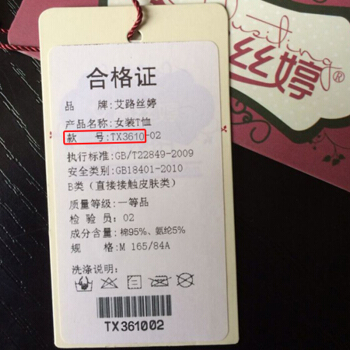 合格证
品 牌:艾路丝婷
产品名称:女装T恤
款 号:TX3610-02
执行标准:GB/T22849-2009
安全类别:GB18401-2010
B类(直接接触皮肤类)
质量等级:一等品
检 验 员:02
成分含量:棉95%、氨纶5%
规 格:M 165/84A
洗涤说明:
TX361002
丝婷